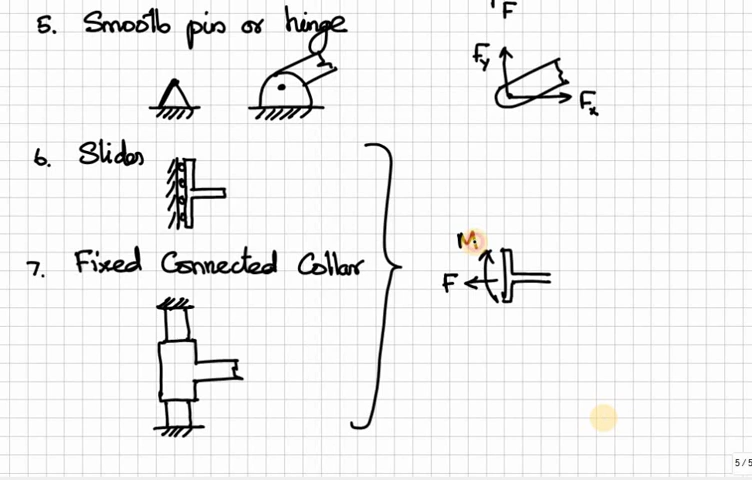 F
5. Smooth pin or hinge
Fy
Fx
6. Slider
M
7. Fixed Connected Collar
F
5/5